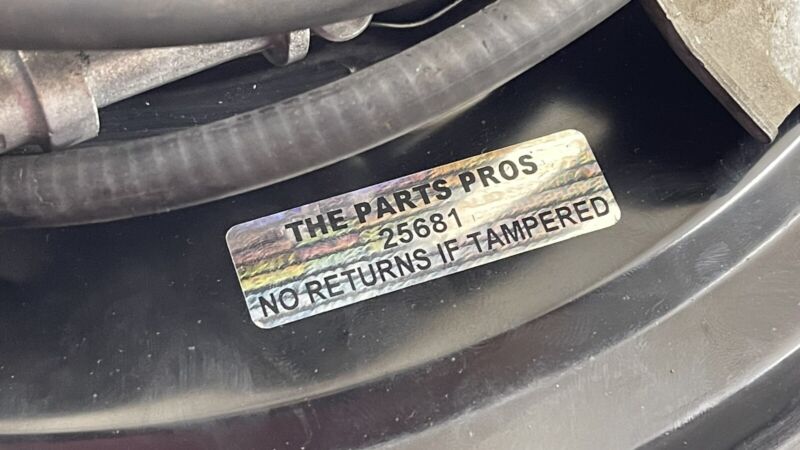 THE PARTS PROS
25681
NO RETURNS IF TAMPERED